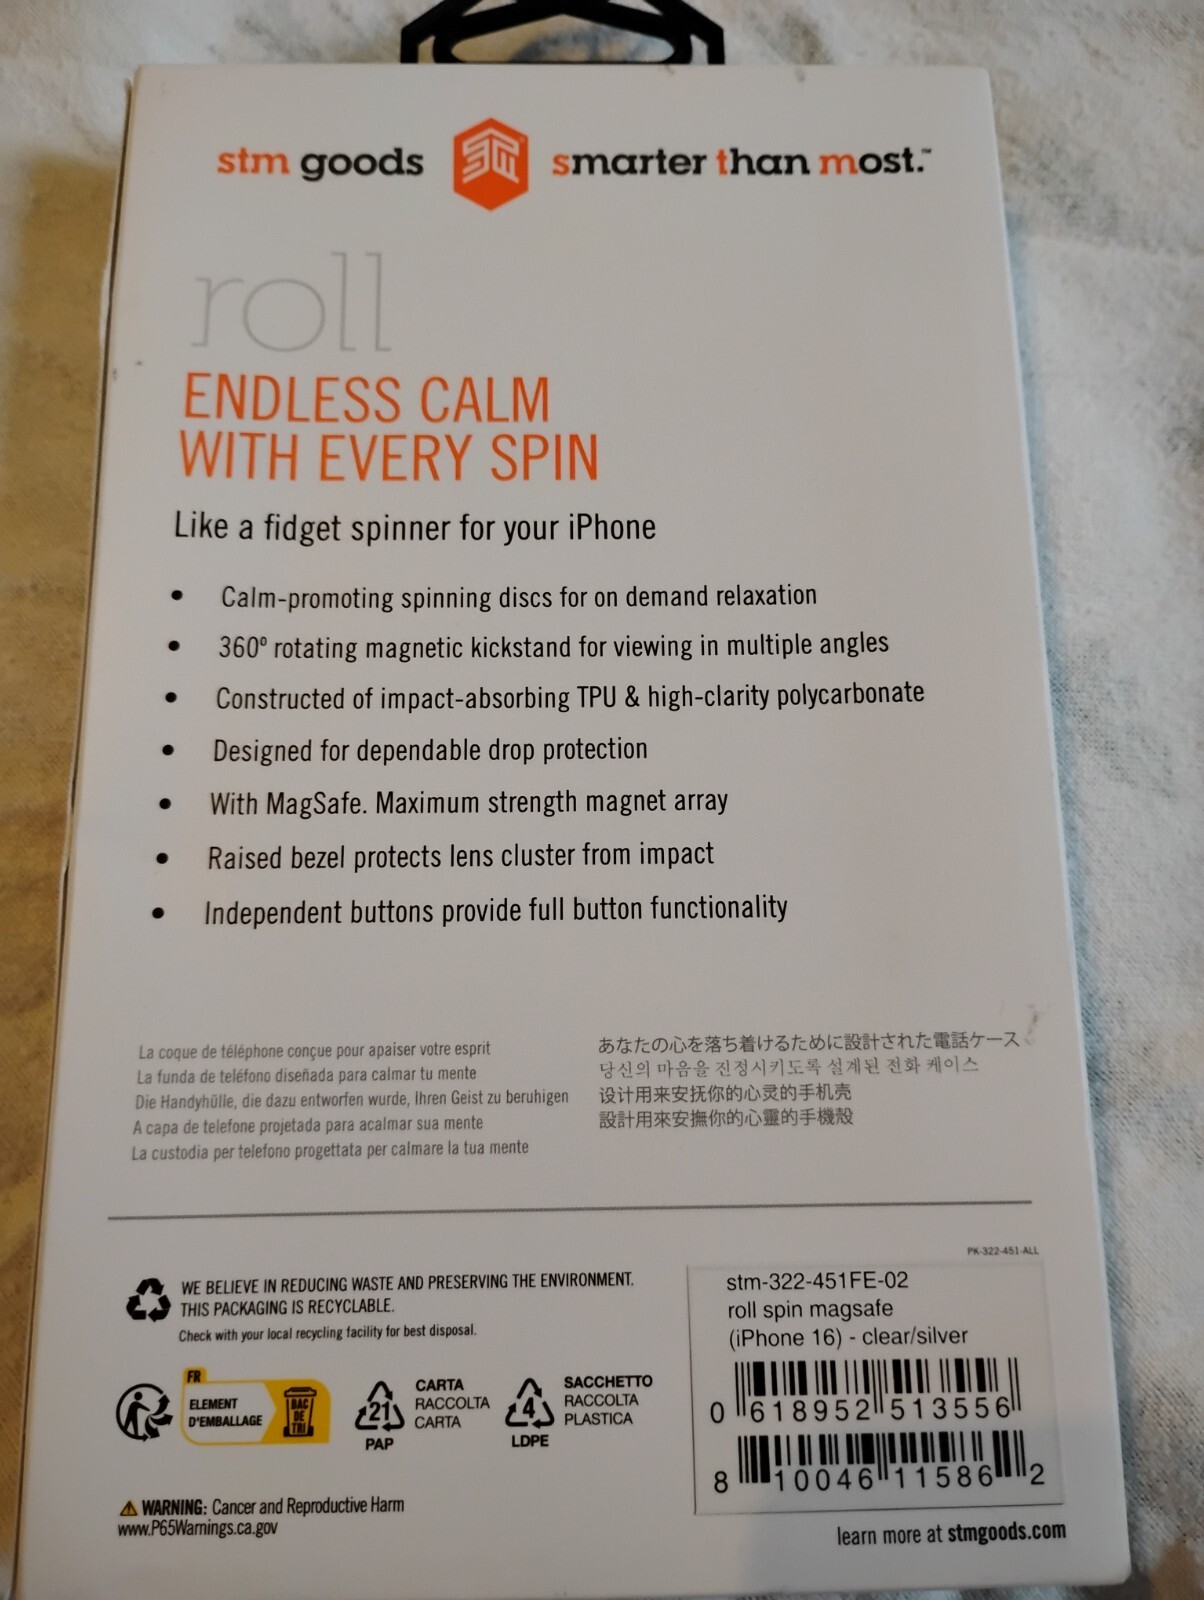 stm goods smarter than most.™
roll
ENDLESS CALM
WITH EVERY SPIN
Like a fidget spinner for your iPhone
• Calm-promoting spinning discs for on demand relaxation
• 360º rotating magnetic kickstand for viewing in multiple angles
• Constructed of impact-absorbing TPU & high-clarity polycarbonate
• Designed for dependable drop protection
• With MagSafe. Maximum strength magnet array
• Raised bezel protects lens cluster from impact
• Independent buttons provide full button functionality
La coque de téléphone conçue pour apaiser votre esprit
La funda de teléfono diseñada para calmar tu mente
Die Handyhülle, die dazu entworfen wurde, Ihren Geist zu beruhigen
A capa de telefone projetada para acalmar sua mente
La custodia per telefono progettata per calmare la tua mente
あなたの心を落ち着けるために設計された電話ケース
당신의 마음을 진정시키도록 설계된 전화 케이스
设计用来安抚你的心灵的手机壳
設計用來安撫你的心靈的手機殼
PK-322-451-ALL
WE BELIEVE IN REDUCING WASTE AND PRESERVING THE ENVIRONMENT.
THIS PACKAGING IS RECYCLABLE.
Check with your local recycling facility for best disposal.
FR
ELEMENT
D'EMBALLAGE
BAC
DE
TRI
21
PAP
CARTA
RACCOLTA
CARTA
4
LDPE
SACCHETTO
RACCOLTA
PLASTICA
stm-322-451FE-02
roll spin magsafe
(iPhone 16) - clear/silver
0 618952 513556
8 10046 11586 2
WARNING: Cancer and Reproductive Harm
www.P65Warnings.ca.gov
learn more at stmgoods.com